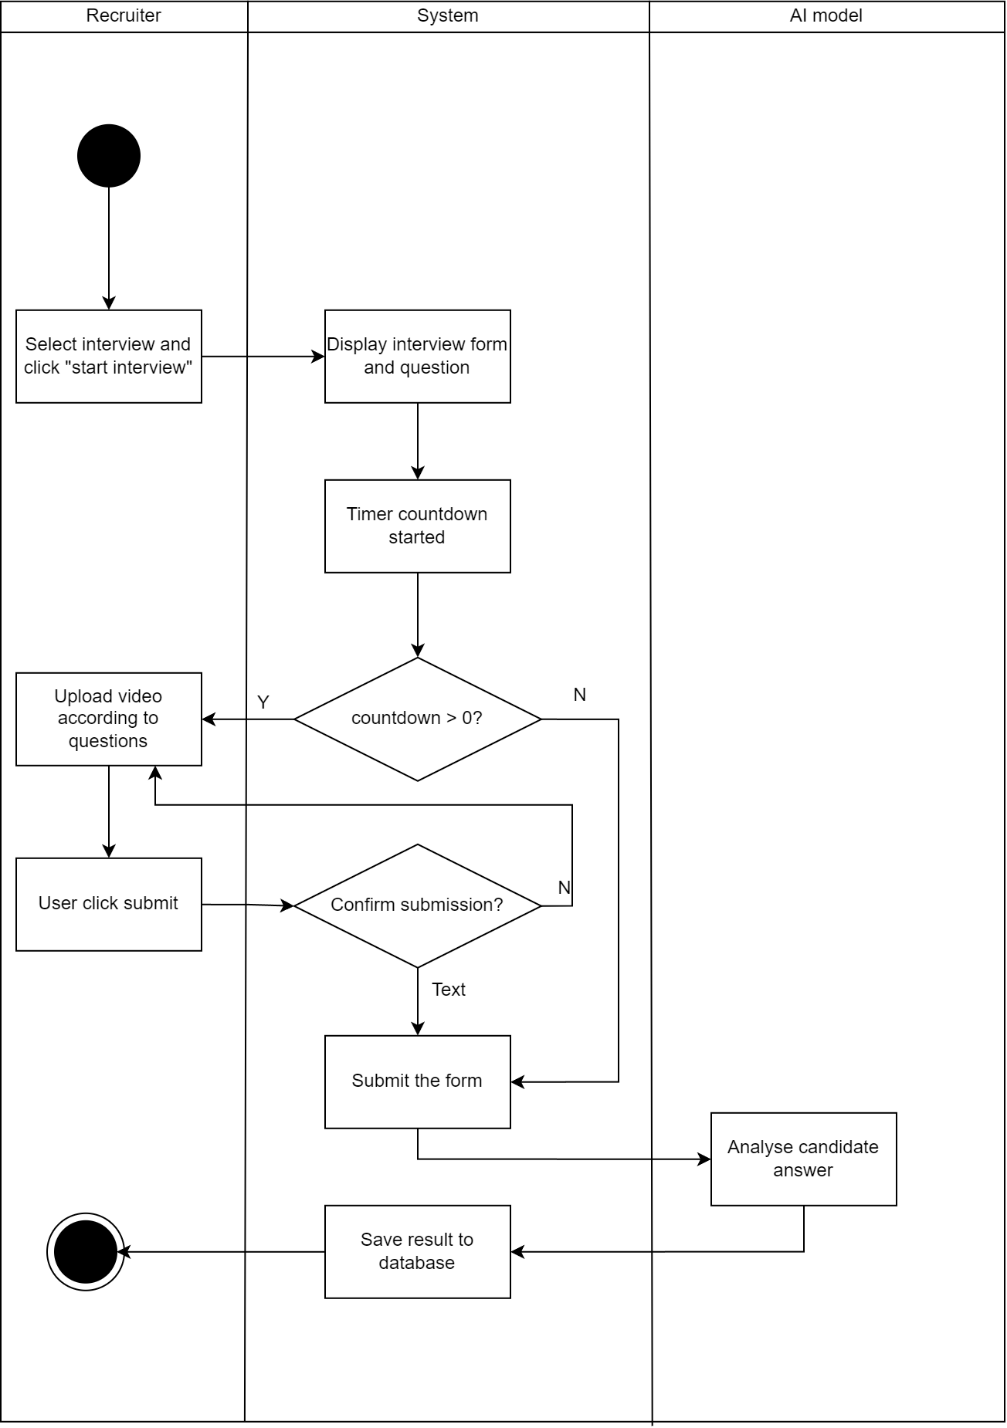 Recruiter
System
AI model
Select interview and
click "start interview"
Display interview form
and question
Timer countdown
started
Upload video
according to
questions
Y
countdown > 0?
N
User click submit
Confirm submission?
N
Text
Submit the form
Analyse candidate
answer
Save result to
database